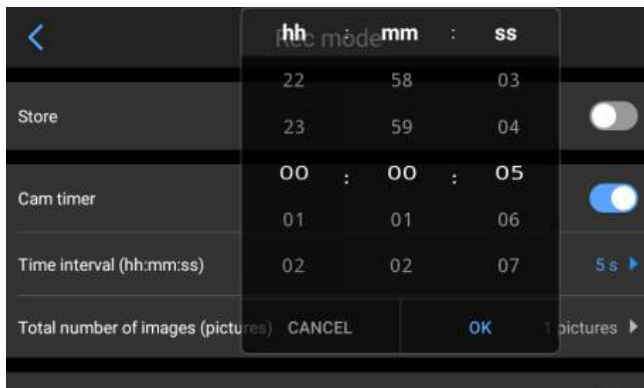 Rec mode
hh : mm : ss
22 58 03
Store
23 59 04
00 : 00 : 05
Cam timer
01 01 06
Time interval (hh:mm:ss)
02 02 07
5 s
Total number of images (pictures)
CANCEL OK
1 pictures